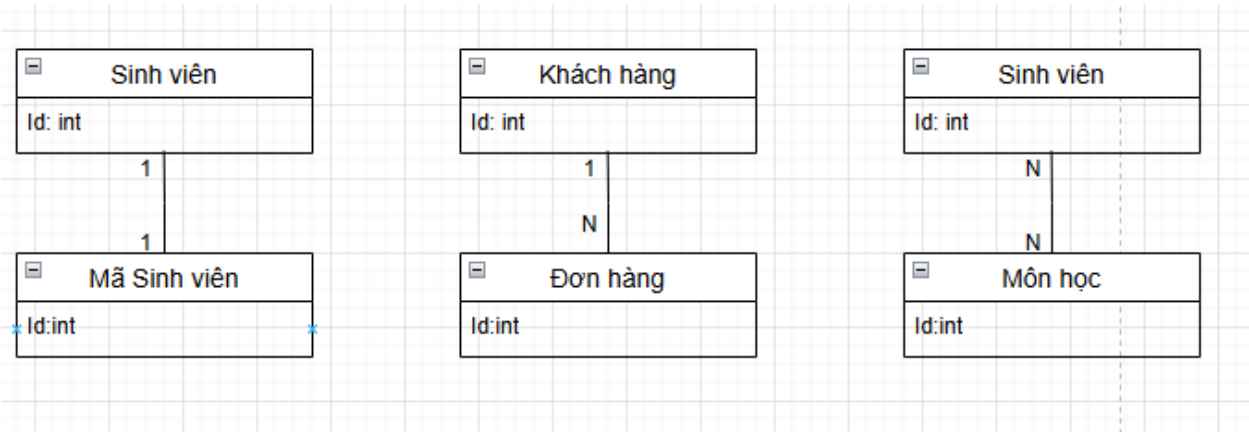 Sinh viên
Id: int
1
1
Mã Sinh viên
Id:int
Khách hàng
Id: int
1
N
Đơn hàng
Id:int
Sinh viên
Id: int
N
N
Môn học
Id:int